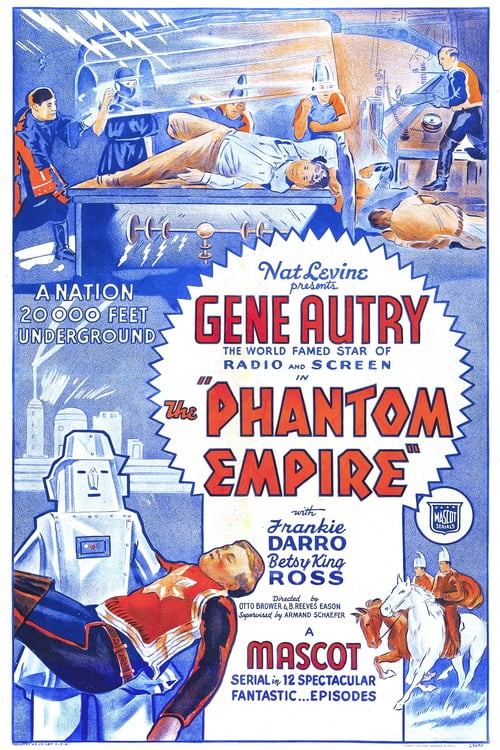 Nat Levine
presents
GENE AUTRY
THE WORLD FAMED STAR OF
RADIO AND SCREEN
IN
The "PHANTOM
EMPIRE"
A NATION
20000 FEET
UNDERGROUND
MASCOT
SERIALS
with
Frankie
DARRO
Betsy King
ROSS
Directed by
OTTO BROWER & B. REEVES EASON
Supervised by ARMAND SCHAEFER
A
MASCOT
SERIAL in 12 SPECTACULAR
FANTASTIC...EPISODES